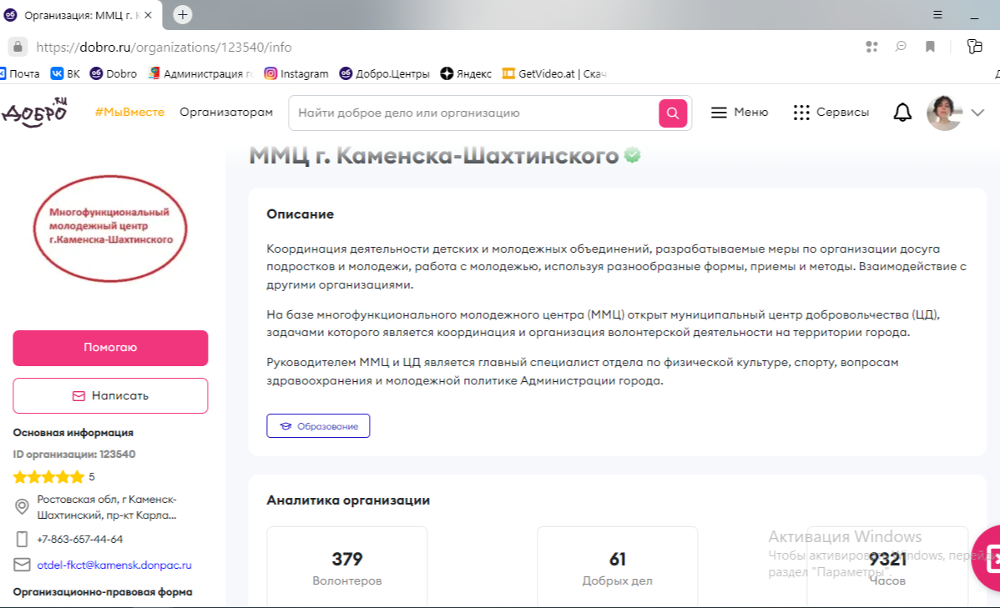 Организация: ММЦ г. К
https://dobro.ru/organizations/123540/info
Почта
ВК
Dobro
Администрация го
Instagram
Добро.Центры
Яндекс
GetVideo.at | Скач
ДОБРО.RU
#МыВместе
Организаторам
Найти доброе дело или организацию
Меню
Сервисы
ММЦ г. Каменска-Шахтинского
Многофункциональный
молодежный центр
г.Каменска-Шахтинского
Помогаю
Написать
Основная информация
ID организации: 123540
5
Ростовская обл, г Каменск-
Шахтинский, пр-кт Карла...
+7-863-657-44-64
otdel-fkct@kamensk.donpac.ru
Организационно-правовая форма
Описание
Координация деятельности детских и молодежных объединений, разрабатываемые меры по организации досуга
подростков и молодежи, работа с молодежью, используя разнообразные формы, приемы и методы. Взаимодействие с
другими организациями.
На базе многофункционального молодежного центра (ММЦ) открыт муниципальный центр добровольчества (ЦД),
задачами которого является координация и организация волонтерской деятельности на территории города.
Руководителем ММЦ и ЦД является главный специалист отдела по физической культуре, спорту, вопросам
здравоохранения и молодежной политике Администрации города.
Образование
Аналитика организации
379
Волонтеров
61
Добрых дел
9321
Часов
Активация Windows
Чтобы активировать Windows, перейд
раздел "Параметры".